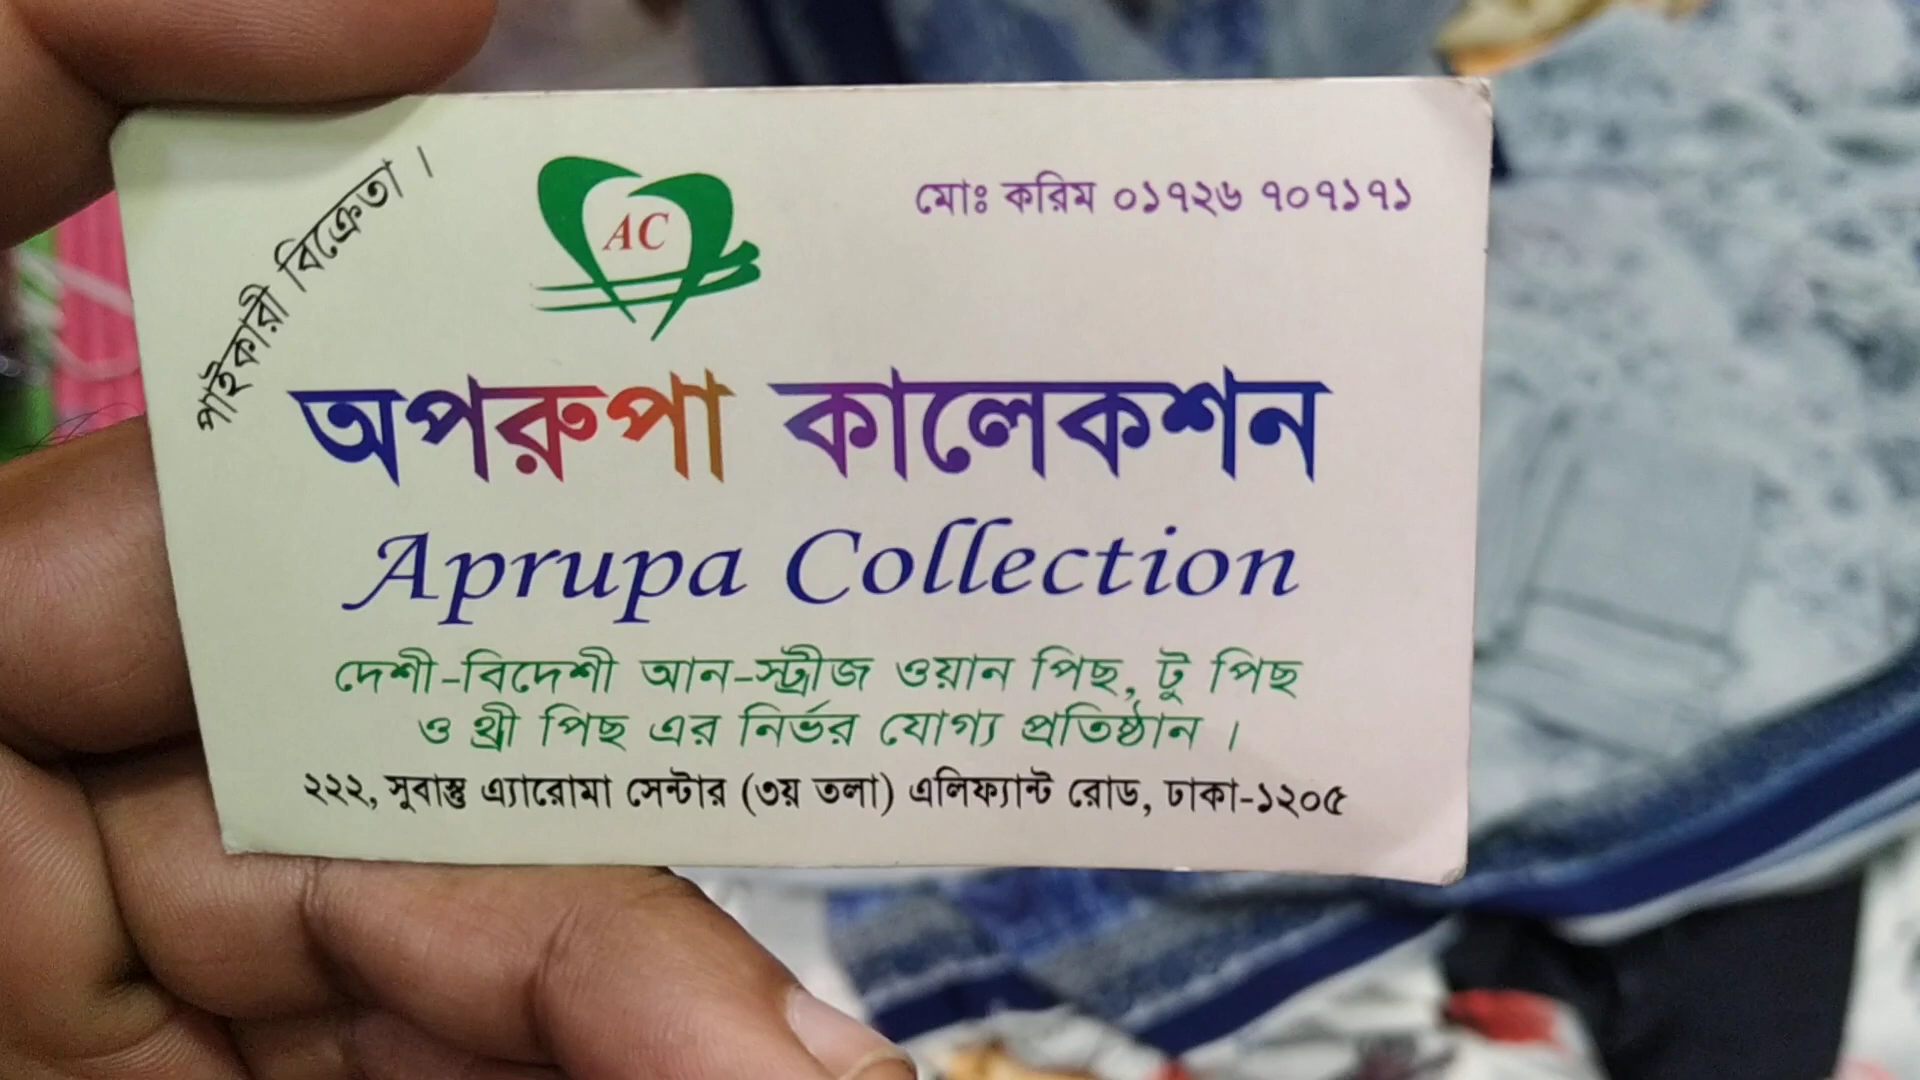 পাইকারী বিক্রেতা।
AC
মোঃ করিম ০১৭২৬ ৭০৭১৭১
অপরুপা কালেকশন
Aprupa Collection
দেশী-বিদেশী আন-স্ট্রীজ ওয়ান পিছ, টু পিছ
ও থ্রী পিছ এর নির্ভর যোগ্য প্রতিষ্ঠান।
২২২, সুবাস্তু এ্যারোমা সেন্টার (৩য় তলা) এলিফ্যান্ট রোড, ঢাকা-১২০৫